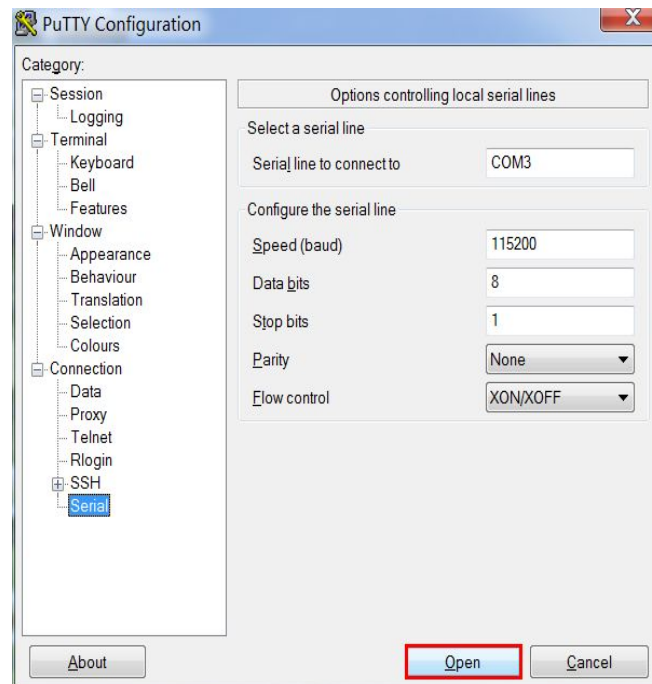 PuTTY Configuration
X
Category:
Session
Logging
Terminal
Keyboard
Bell
Features
Window
Appearance
Behaviour
Translation
Selection
Colours
Connection
Data
Proxy
Telnet
Rlogin
SSH
Serial
Options controlling local serial lines
Select a serial line
Serial line to connect to COM3
Configure the serial line
Speed (baud) 115200
Data bits 8
Stop bits 1
Parity None
Flow control XON/XOFF
About
Open
Cancel